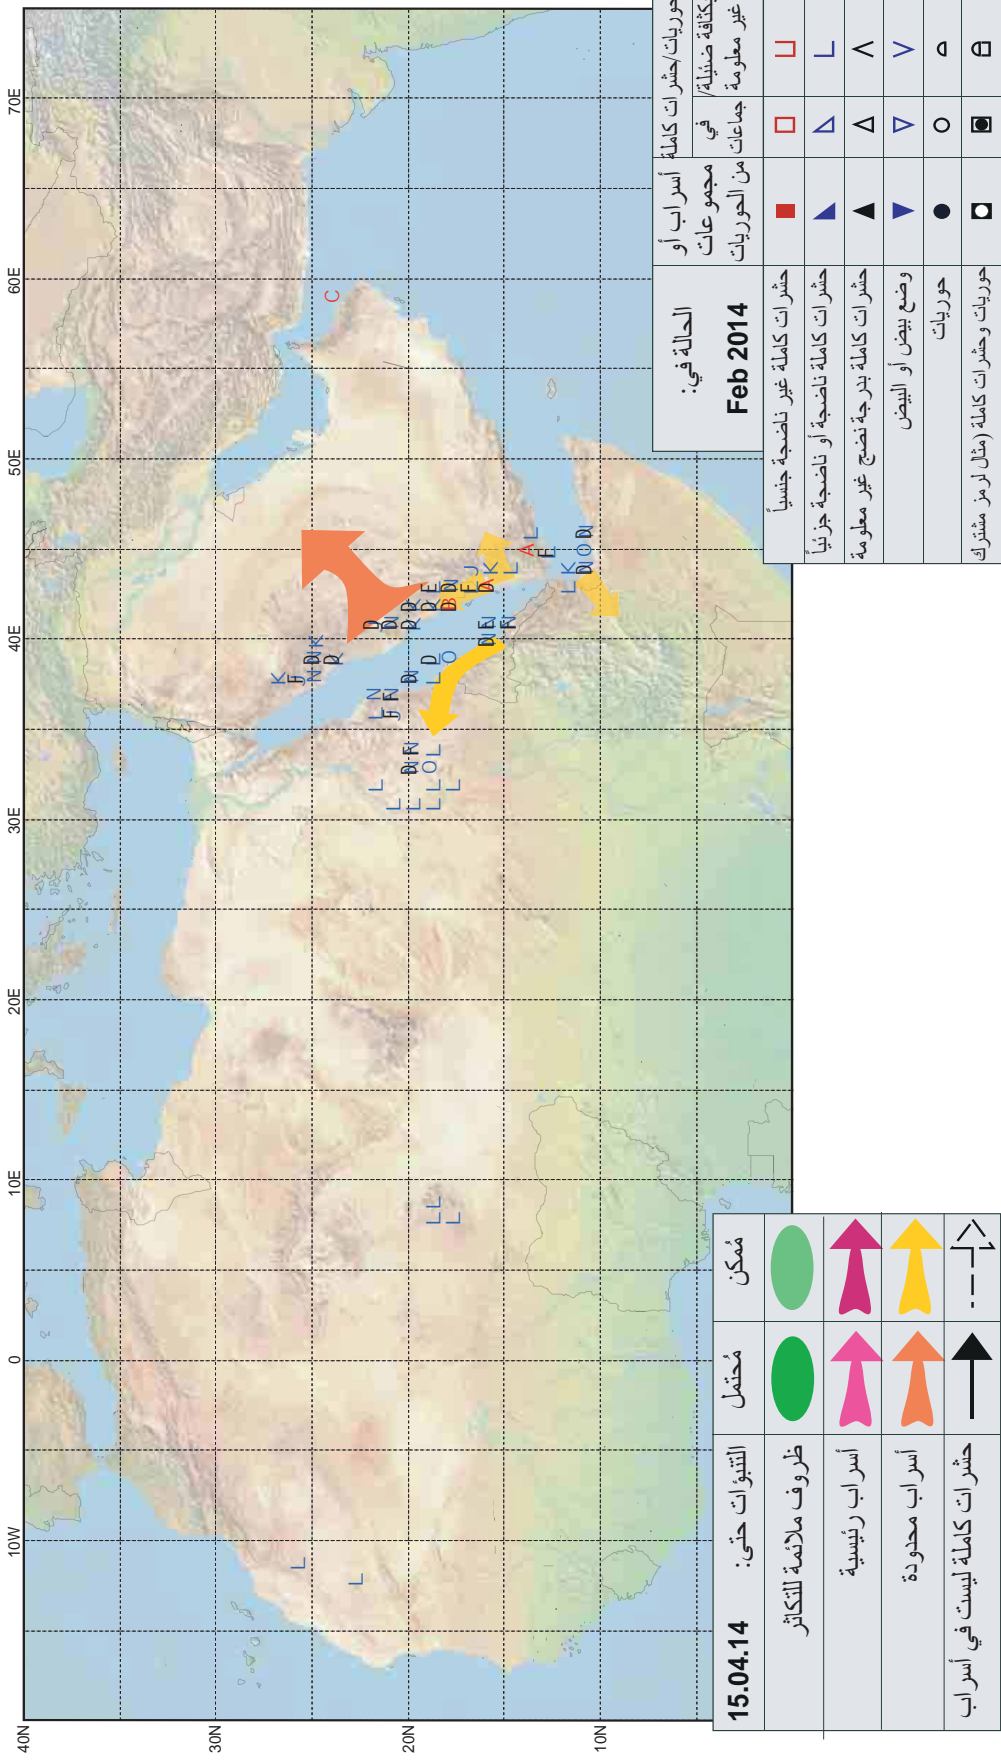 40N
30N
20N
10N
10W
0
10E
20E
30E
40E
50E
60E
70E
التنبؤات حتى:
15.04.14
مُحتمل
مُمكن
ظروف ملائمة للتكاثر
أسراب رئيسية
أسراب محدودة
حشرات كاملة ليست في أسراب
الحالة في:
Feb 2014
أسراب أو
مجموعات
من الحوريات
حوريات/حشرات كاملة
في
جماعات
بكثافة ضئيلة/
غير معلومة
حشرات كاملة غير ناضجة جنسياً
حشرات كاملة ناضجة أو ناضجة جزئياً
حشرات كاملة بدرجة نضج غير معلومة
وضع بيض أو البيض
حوريات
حوريات وحشرات كاملة (مثال لرمز مشترك